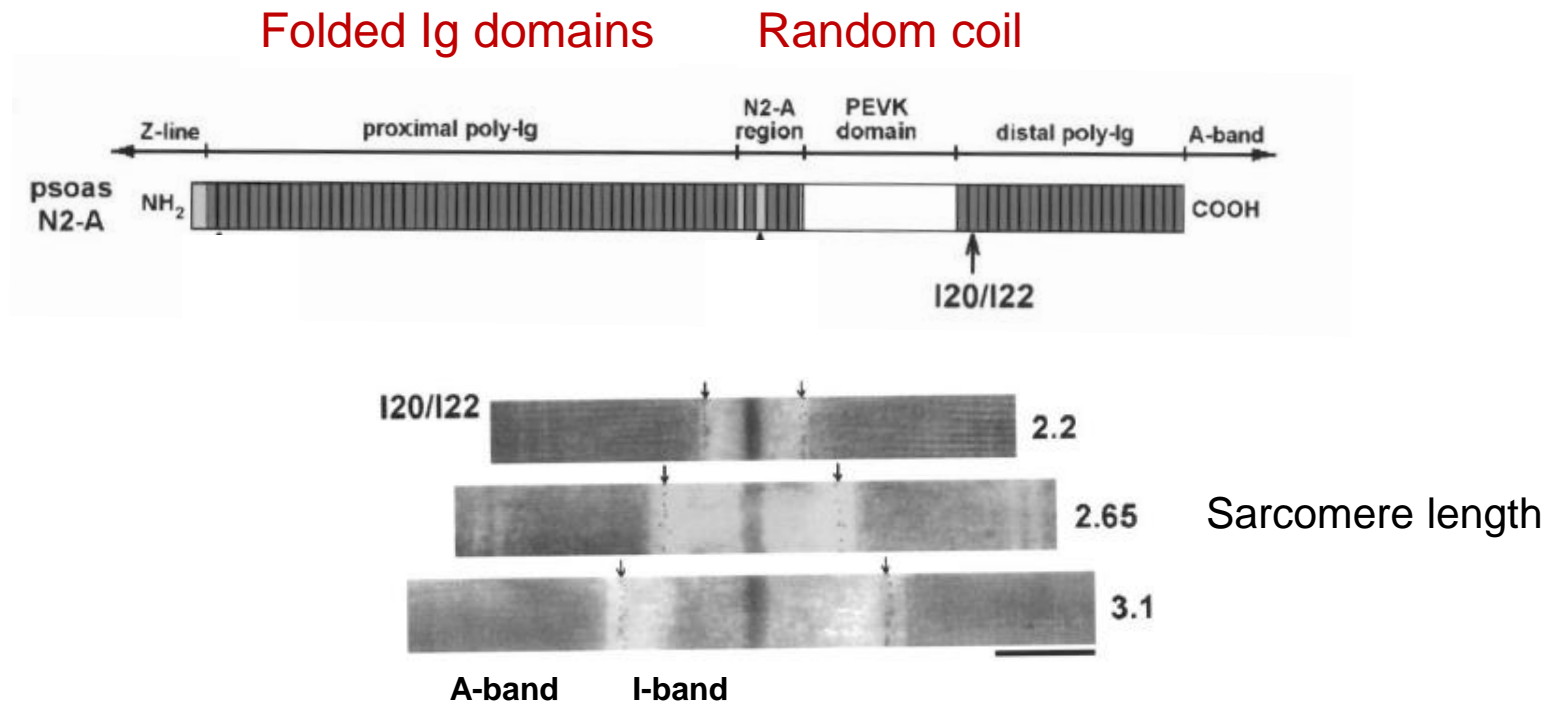 Folded Ig domains Random coil
Z-line proximal poly-Ig N2-A region PEVK domain distal poly-Ig A-band
psoas N2-A NH2 COOH
I20/I22
I20/I22
2.2
2.65 Sarcomere length
3.1
A-band I-band